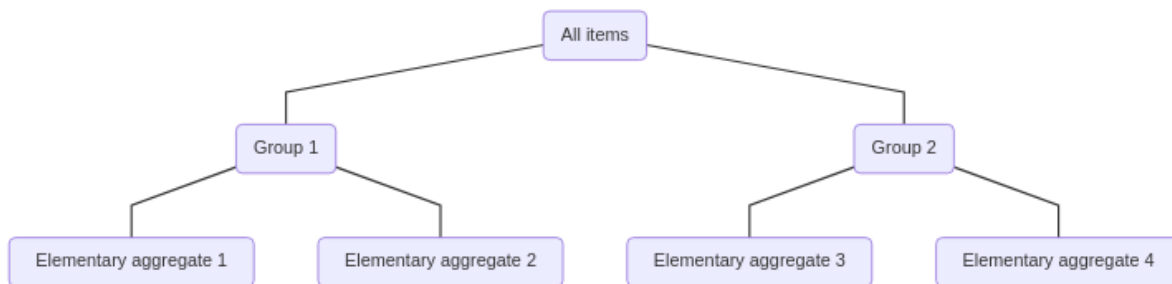 All items
Group 1
Group 2
Elementary aggregate 1
Elementary aggregate 2
Elementary aggregate 3
Elementary aggregate 4